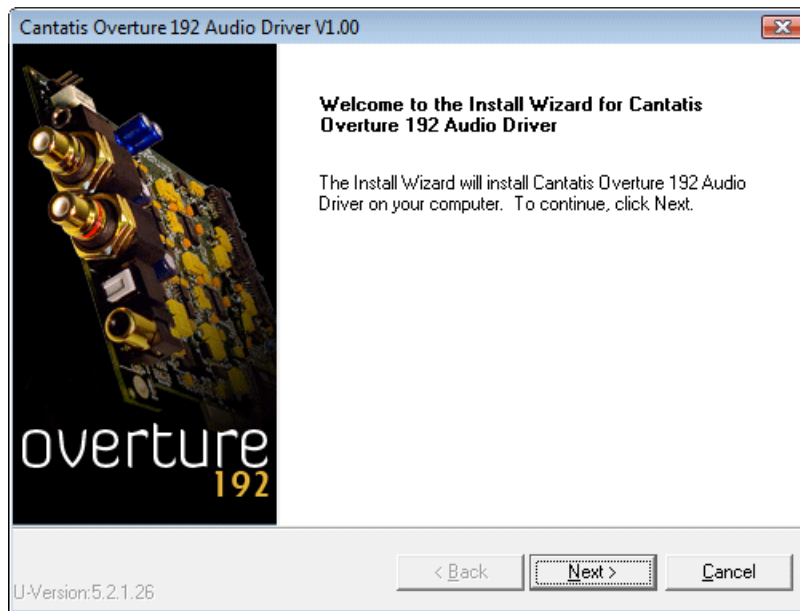 Cantatis Overture 192 Audio Driver V1.00
Welcome to the Install Wizard for Cantatis
Overture 192 Audio Driver
The Install Wizard will install Cantatis Overture 192 Audio
Driver on your computer.  To continue, click Next.
overture
192
U-Version:5.2.1.26
< Back
Next >
Cancel